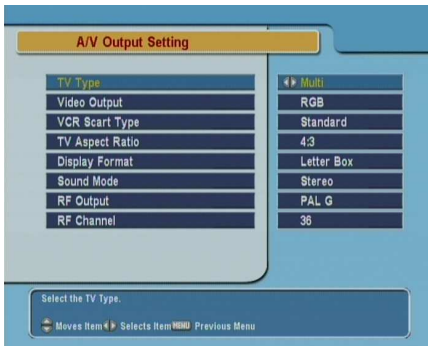 A/V Output Setting
TV Type Multi
Video Output RGB
VCR Scart Type Standard
TV Aspect Ratio 4:3
Display Format Letter Box
Sound Mode Stereo
RF Output PAL G
RF Channel 36
Select the TV Type.
Moves Item Selects Item MENU Previous Menu